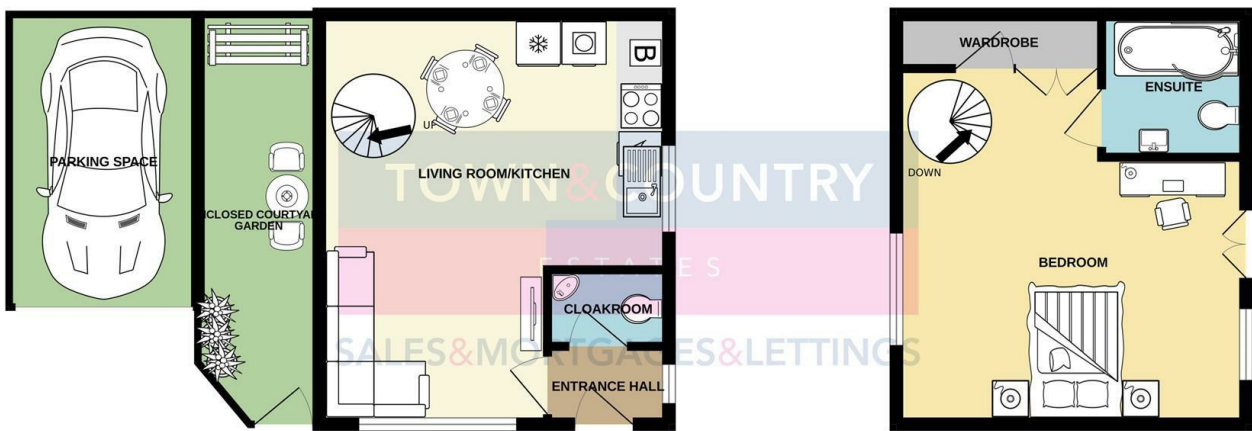 WARDROBE
ENSUITE
B
UP
PARKING SPACE
LIVING ROOM/KITCHEN
TOWN&COUNTRY
DOWN
NCLOSED COURTYA
GARDEN
ESTATES
BEDROOM
CLOAKROOM
SALES&MORTGAGES&LETTINGS
ENTRANCE HALL